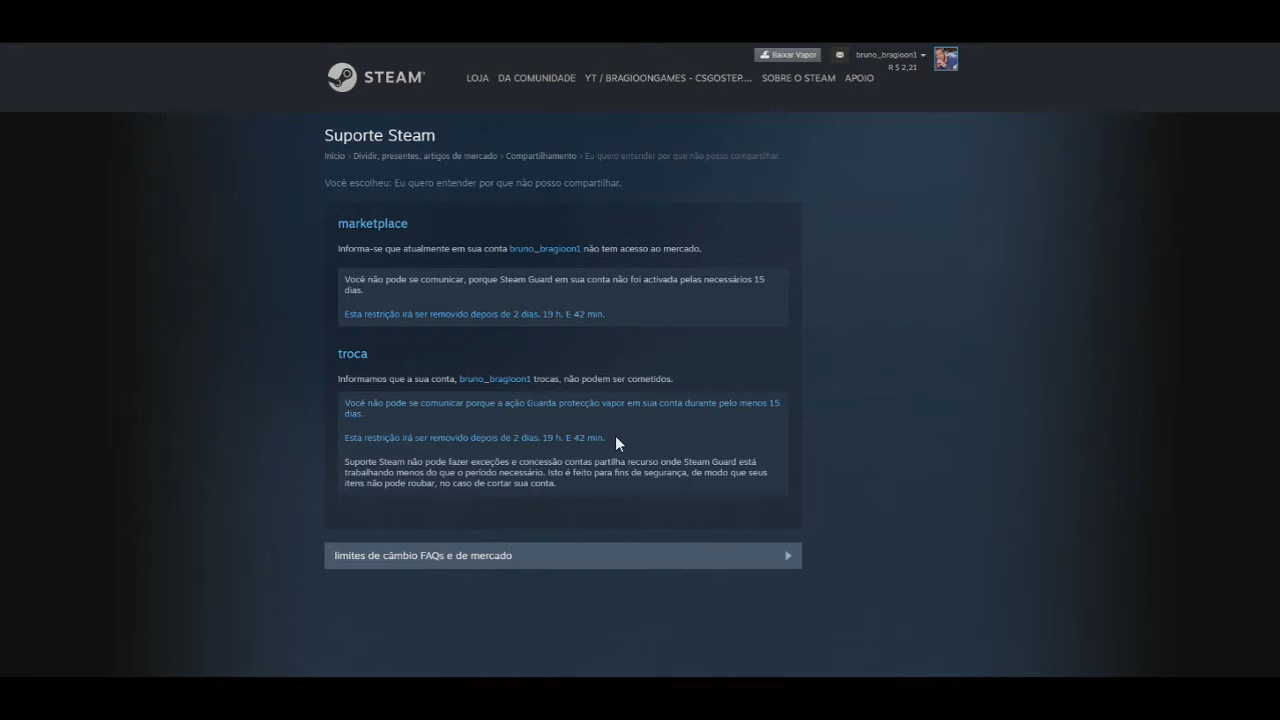 Baixar Vapor
bruno_bragioon1
R $ 2,21
STEAM®
LOJA DA COMUNIDADE YT / BRAGIOONGAMES - CSGOSTEP.... SOBRE O STEAM APOIO
Suporte Steam
Início > Dividir, presentes, artigos de mercado > Compartilhamento > Eu quero entender por que não posso compartilhar.
Você escolheu: Eu quero entender por que não posso compartilhar.
marketplace
Informa-se que atualmente em sua conta bruno_bragioon1 não tem acesso ao mercado.
Você não pode se comunicar, porque Steam Guard em sua conta não foi activada pelas necessários 15
dias.
Esta restrição irá ser removido depois de 2 dias. 19 h. E 42 min.
troca
Informamos que a sua conta, bruno_bragioon1 trocas, não podem ser cometidos.
Você não pode se comunicar porque a ação Guarda protecção vapor em sua conta durante pelo menos 15
dias.
Esta restrição irá ser removido depois de 2 dias. 19 h. E 42 min.
Suporte Steam não pode fazer exceções e concessão contas partilha recurso onde Steam Guard está
trabalhando menos do que o período necessário. Isto é feito para fins de segurança, de modo que seus
itens não pode roubar, no caso de cortar sua conta.
limites de câmbio FAQs e de mercado